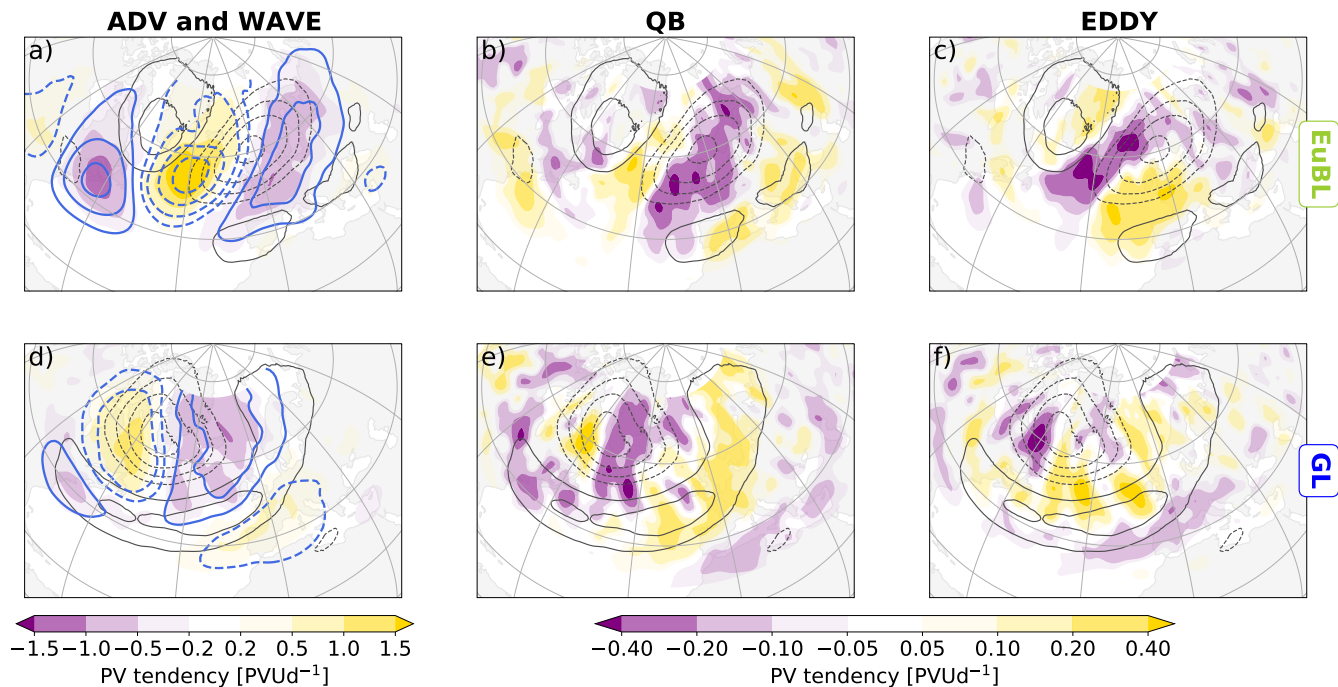 ADV and WAVE QB EDDY
a) b) c)
EuBL
d) e) f)
GL
−1.5 −1.0 −0.5 −0.2 0.2 0.5 1.0 1.5
PV tendency [PVUd⁻¹]
−0.40 −0.20 −0.10 −0.05 0.05 0.10 0.20 0.40
PV tendency [PVUd⁻¹]